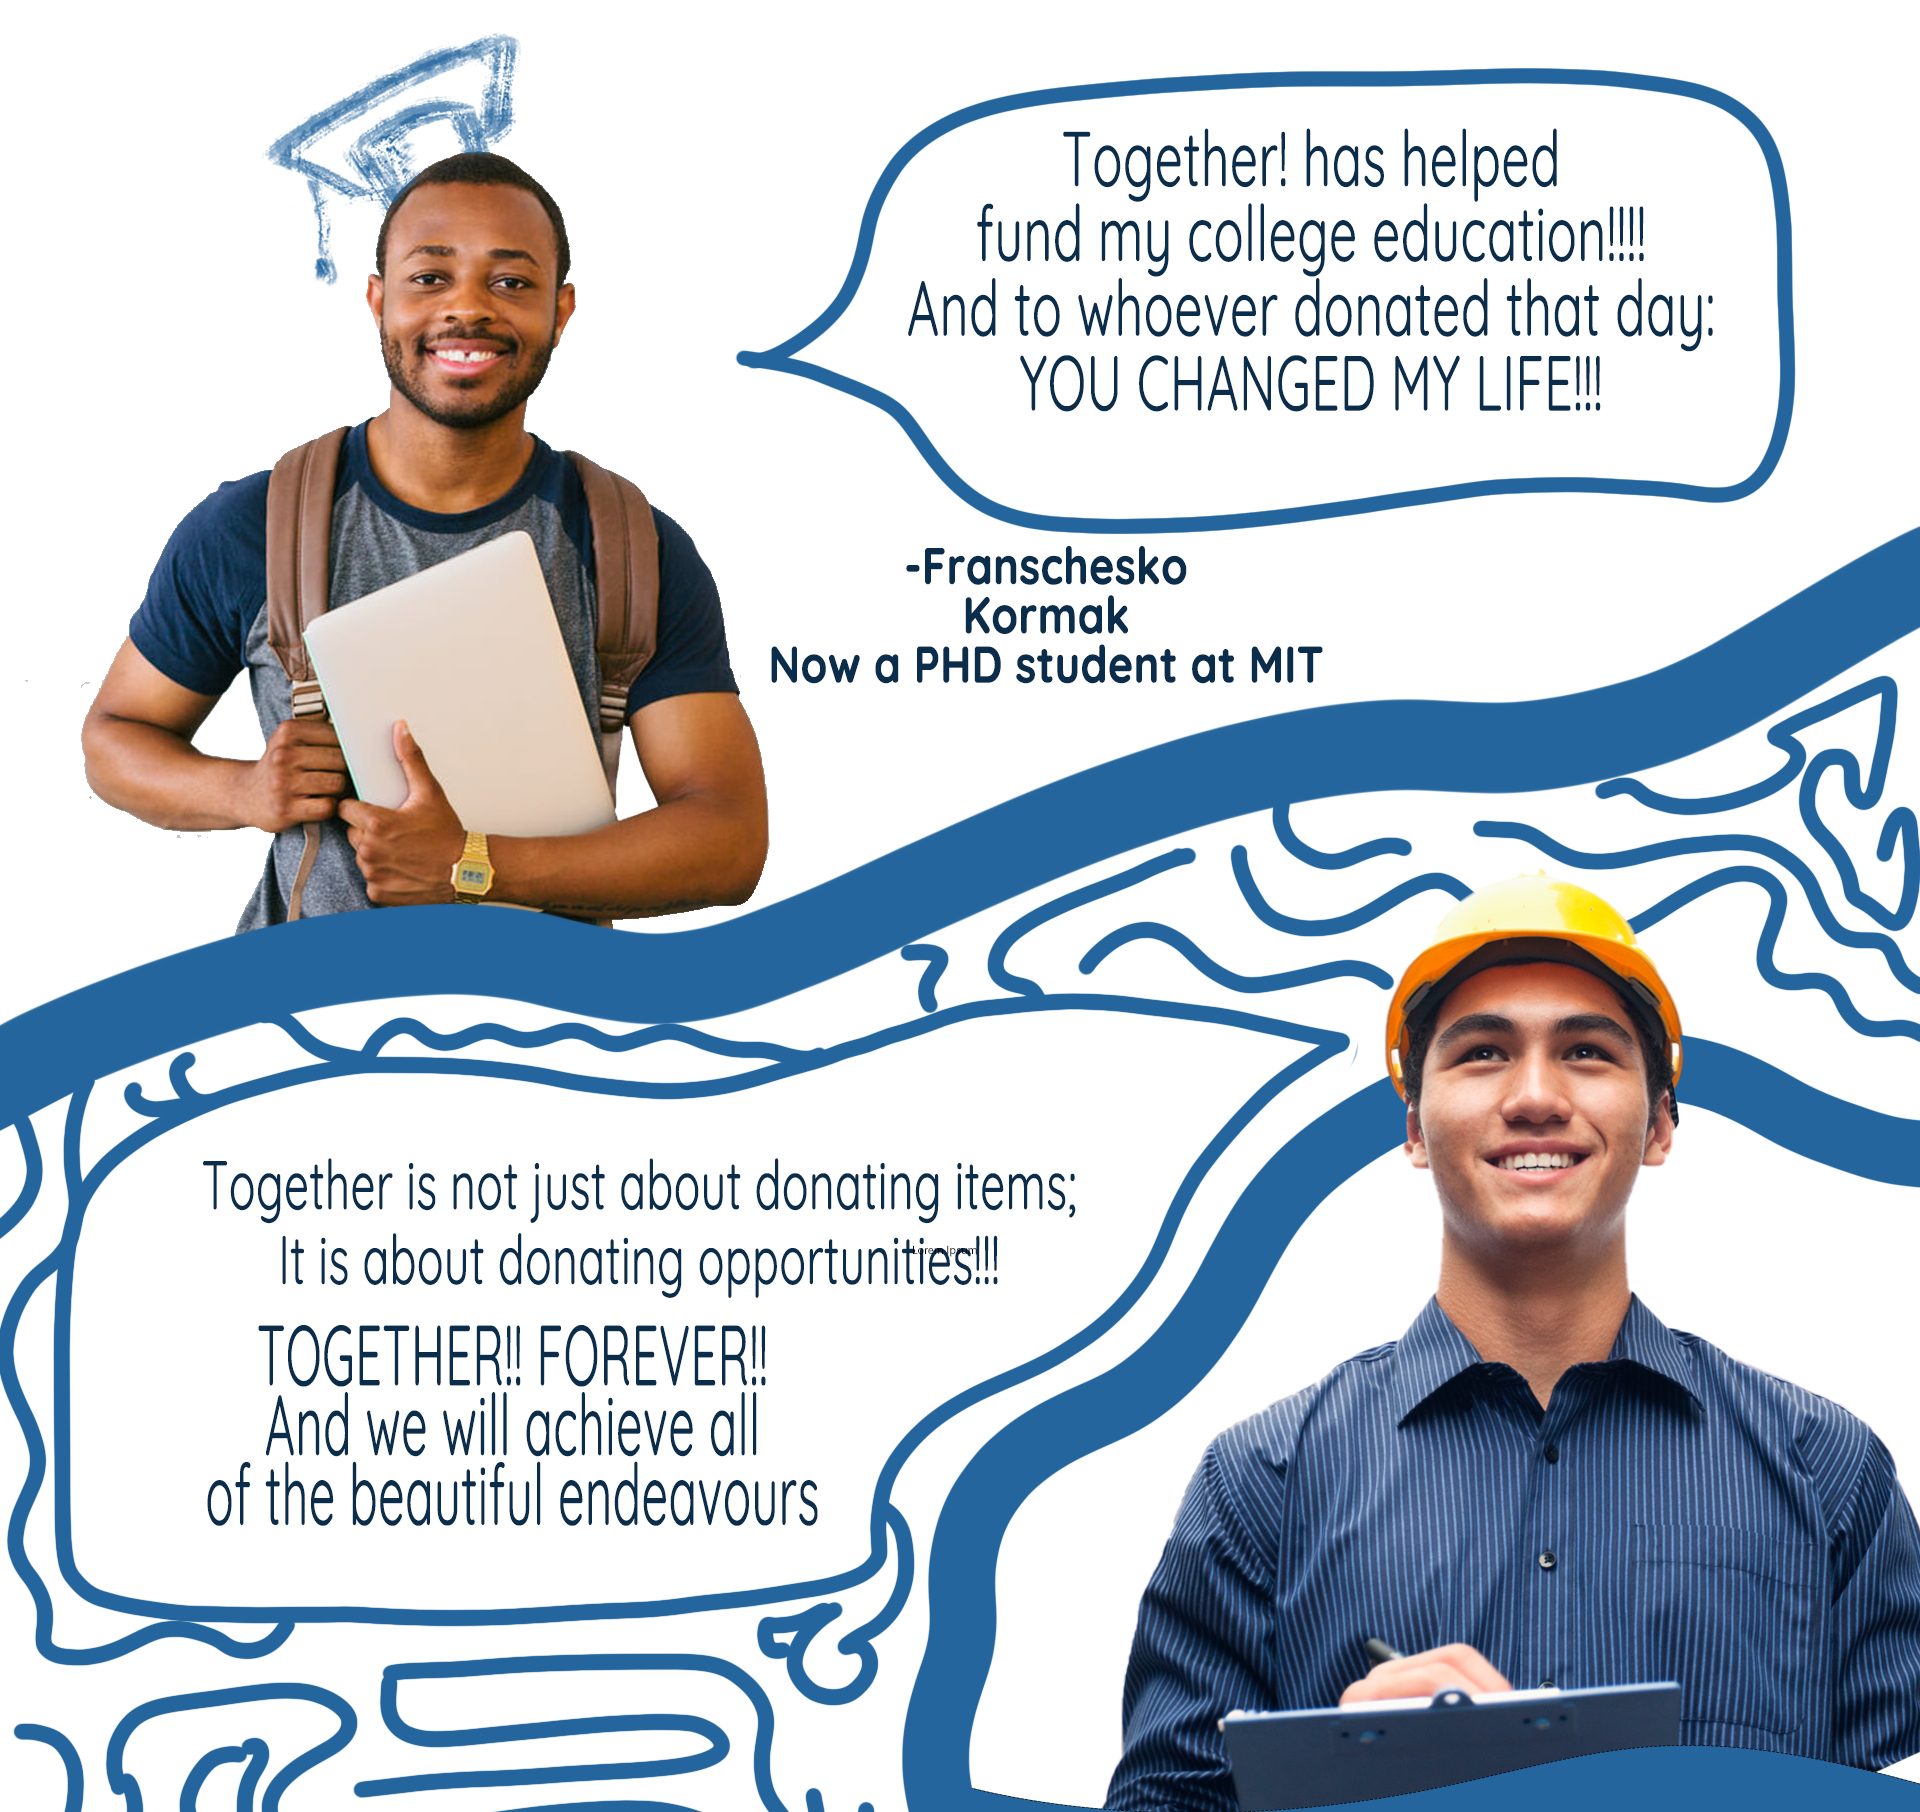 Together! has helped
fund my college education!!!!
And to whoever donated that day:
YOU CHANGED MY LIFE!!!
-Franschesko
Kormak
Now a PHD student at MIT
Together is not just about donating items;
It is about donating opportunities!!!
Lorem Ipsum
TOGETHER!! FOREVER!!
And we will achieve all
of the beautiful endeavours